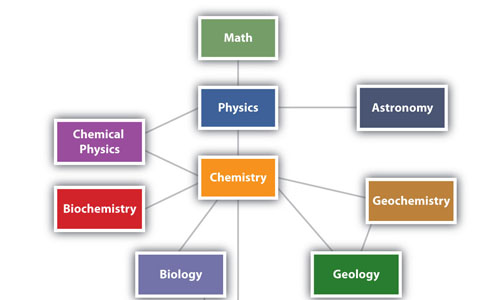 Math
Physics
Astronomy
Chemical
Physics
Chemistry
Biochemistry
Geochemistry
Biology
Geology